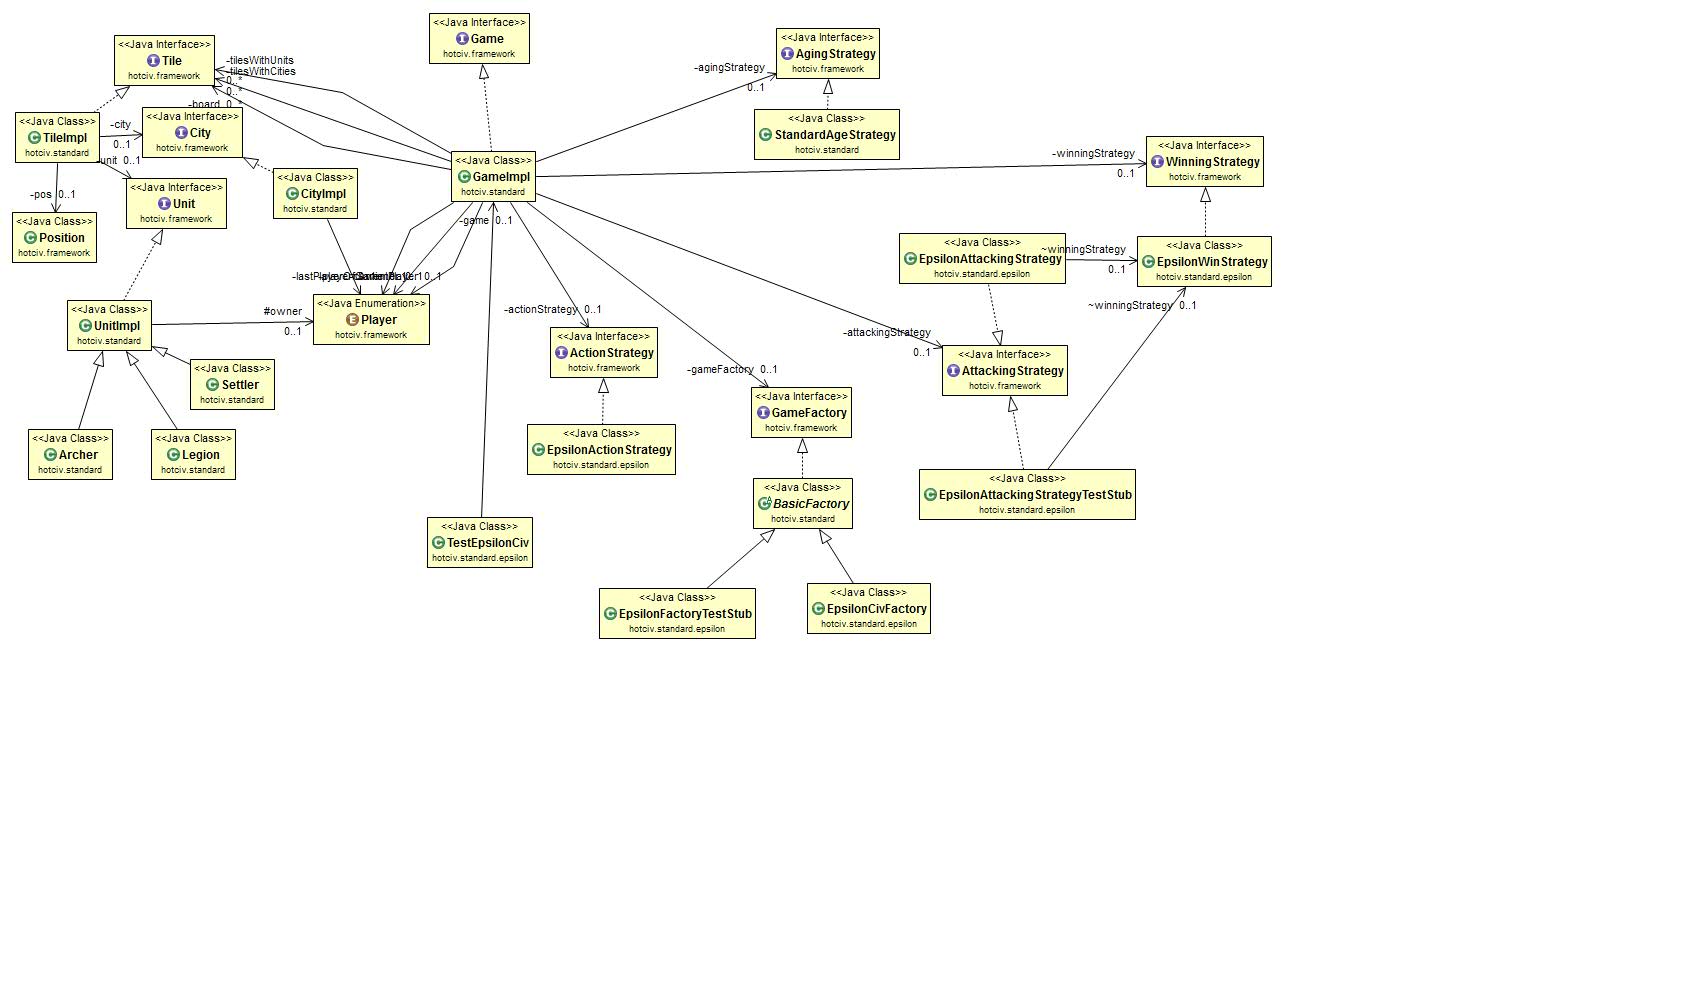 <<Java Interface>>
Game
hotciv.framework
<<Java Interface>>
Tile
hotciv.framework
-tilesWithUnits
-tilesWithCities
0..*
0..*
-board 0..*
<<Java Interface>>
AgingStrategy
hotciv.framework
-agingStrategy
0..1
<<Java Class>>
StandardAgeStrategy
hotciv.standard
<<Java Class>>
TileImpl
hotciv.standard
-city
0..1
<<Java Interface>>
City
hotciv.framework
-unit 0..1
-pos 0..1
<<Java Class>>
Position
hotciv.framework
<<Java Interface>>
Unit
hotciv.framework
<<Java Class>>
CityImpl
hotciv.standard
<<Java Class>>
GameImpl
hotciv.standard
-game 0..1
-winningStrategy
0..1
<<Java Interface>>
WinningStrategy
hotciv.framework
<<Java Class>>
EpsilonAttackingStrategy
hotciv.standard.epsilon
~winningStrategy
0..1
<<Java Class>>
EpsilonWinStrategy
hotciv.standard.epsilon
~winningStrategy 0..1
0..1
<<Java Class>>
UnitImpl
hotciv.standard
#owner
0..1
<<Java Enumeration>>
Player
hotciv.framework
-actionStrategy 0..1
<<Java Interface>>
ActionStrategy
hotciv.framework
-attackingStrategy
0..1
<<Java Interface>>
AttackingStrategy
hotciv.framework
<<Java Class>>
Settler
hotciv.standard
-gameFactory 0..1
<<Java Interface>>
GameFactory
hotciv.framework
<<Java Class>>
Archer
hotciv.standard
<<Java Class>>
Legion
hotciv.standard
<<Java Class>>
EpsilonActionStrategy
hotciv.standard.epsilon
<<Java Class>>
BasicFactory
hotciv.standard
<<Java Class>>
EpsilonAttackingStrategyTestStub
hotciv.standard.epsilon
<<Java Class>>
TestEpsilonCiv
hotciv.standard.epsilon
<<Java Class>>
EpsilonFactoryTestStub
hotciv.standard.epsilon
<<Java Class>>
EpsilonCivFactory
hotciv.standard.epsilon